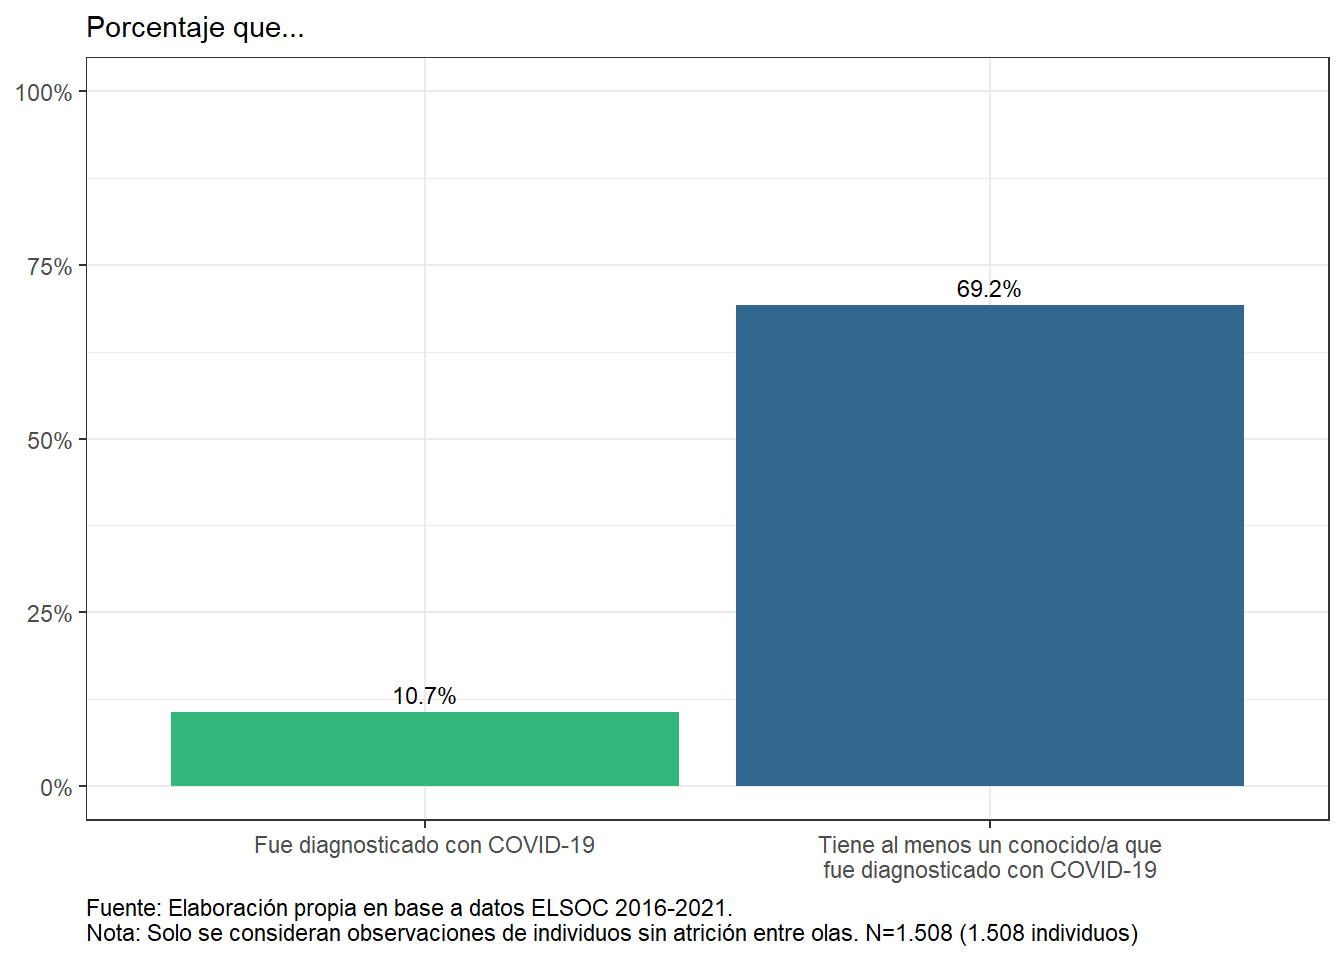 Porcentaje que...
100%
75%
69.2%
50%
25%
10.7%
0%
Fue diagnosticado con COVID-19
Tiene al menos un conocido/a que
fue diagnosticado con COVID-19
Fuente: Elaboración propia en base a datos ELSOC 2016-2021.
Nota: Solo se consideran observaciones de individuos sin atrición entre olas. N=1.508 (1.508 individuos)